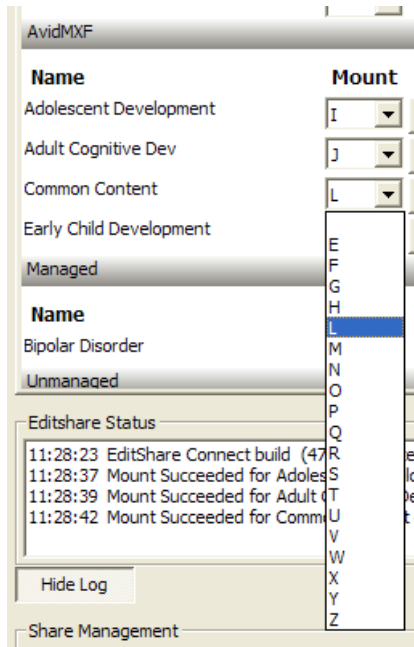 AvidMXF
Name Mount
Adolescent Development I
Adult Cognitive Dev J
Common Content L
Early Child Development
E
Managed F
G
Name H
L
Bipolar Disorder M
N
Unmanaged O
P
Editshare Status Q
11:28:23 EditShare Connect build (47 R
11:28:37 Mount Succeeded for Adoles S
11:28:39 Mount Succeeded for Adult T
11:28:42 Mount Succeeded for Comm U
V
W
Hide Log X
Y
Share Management Z